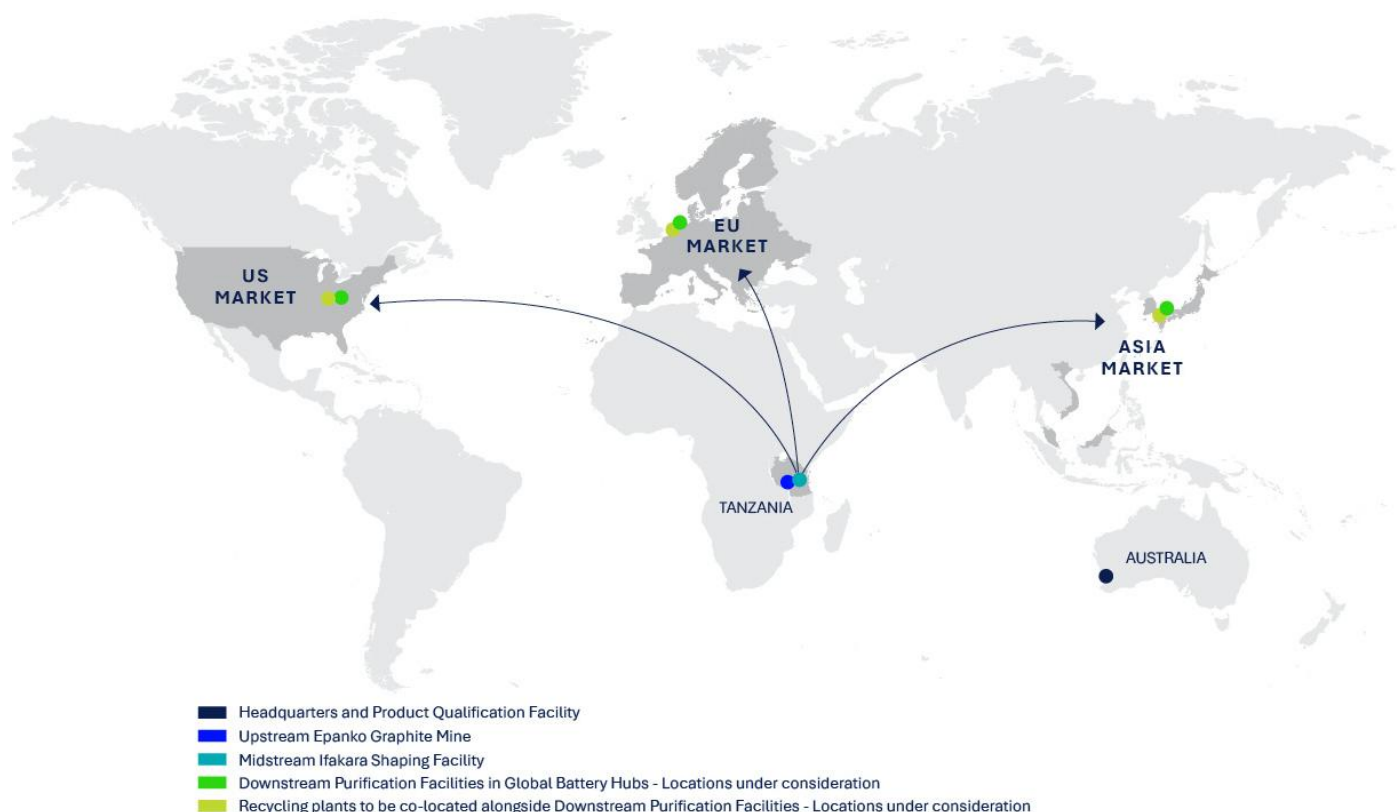 US
MARKET
EU
MARKET
ASIA
MARKET
TANZANIA
AUSTRALIA
Headquarters and Product Qualification Facility
Upstream Epanko Graphite Mine
Midstream Ifakara Shaping Facility
Downstream Purification Facilities in Global Battery Hubs - Locations under consideration
Recycling plants to be co-located alongside Downstream Purification Facilities - Locations under consideration